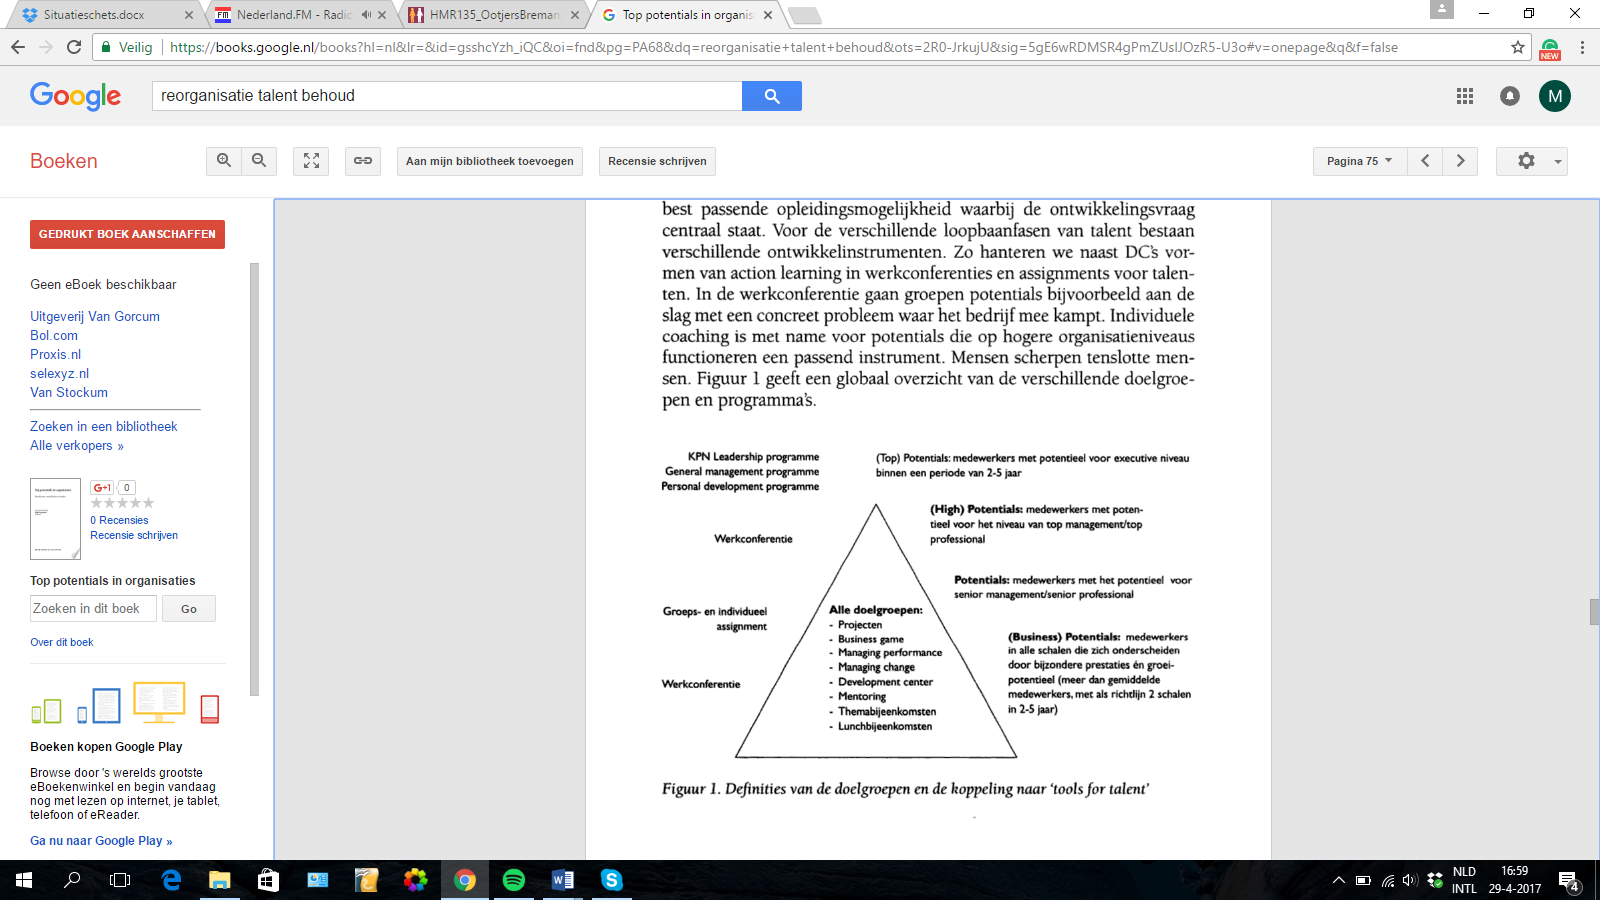 Situatieschets.docx
Nederland.FM - Radio
HMR135_OotjersBreman
Top potentials in organis
Veilig
https://books.google.nl/books?hl=nl&lr=&id=gsshcYzh_iQC&oi=fnd&pg=PA68&dq=reorganisatie+talent+behoud&ots=2R0-JrkujU&sig=5gE6wRDMSR4gPmZUslJOzR5-U3o#v=onepage&q&f=false
NEW
Google
reorganisatie talent behoud
M
Boeken
Aan mijn bibliotheek toevoegen
Recensie schrijven
Pagina 75
GEDRUKT BOEK AANSCHAFFEN
Geen eBoek beschikbaar
Uitgeverij Van Gorcum
Bol.com
Proxis.nl
selexyz.nl
Van Stockum
Zoeken in een bibliotheek
Alle verkopers »
G+1 0
0 Recensies
Recensie schrijven
Top potentials in organisaties
Zoeken in dit boek
Go
Over dit boek
Boeken kopen Google Play
Browse door 's werelds grootste
eBoekenwinkel en begin vandaag
nog met lezen op internet, je tablet,
telefoon of eReader.
Ga nu naar Google Play »
best passende opleidingsmogelijkheid waarbij de ontwikkelingsvraag
centraal staat. Voor de verschillende loopbaanfasen van talent bestaan
verschillende ontwikkelinstrumenten. Zo hanteren we naast DC's vor-
men van action learning in werkconferenties en assignments voor talen-
ten. In de werkconferentie gaan groepen potentials bijvoorbeeld aan de
slag met een concreet probleem waar het bedrijf mee kampt. Individuele
coaching is met name voor potentials die op hogere organisatieniveaus
functioneren een passend instrument. Mensen scherpen tenslotte men-
sen. Figuur 1 geeft een globaal overzicht van de verschillende doelgroe-
pen en programma's.
KPN Leadership programme
General management programme
Personal development programme
(Top) Potentials: medewerkers met potentieel voor executive niveau
binnen een periode van 2-5 jaar
(High) Potentials: medewerkers met poten-
tieel voor het niveau van top management/top
professional
Werkconferentie
Potentials: medewerkers met het potentieel voor
senior management/senior professional
Groeps- en individueel
assignment
Alle doelgroepen:
- Projecten
- Business game
- Managing performance
- Managing change
- Development center
- Mentoring
- Themabijeenkomsten
- Lunchbijeenkomsten
(Business) Potentials: medewerkers
in alle schalen die zich onderscheiden
door bijzondere prestaties én groei-
potentieel (meer dan gemiddelde
medewerkers, met als richtlijn 2 schalen
in 2-5 jaar)
Werkconferentie
Figuur 1. Definities van de doelgroepen en de koppeling naar 'tools for talent'
NLD
INTL
16:59
29-4-2017
4